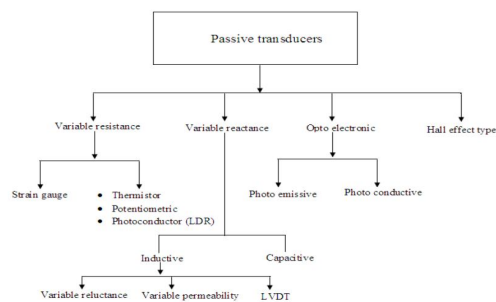 Passive transducers
Variable resistance
Variable reactance
Opto electronic
Hall effect type
Strain gauge
• Thermistor
• Potentiometric
• Photoconductor (LDR)
Photo emissive
Photo conductive
Inductive
Capacitive
Variable reluctance
Variable permeability
LVDT